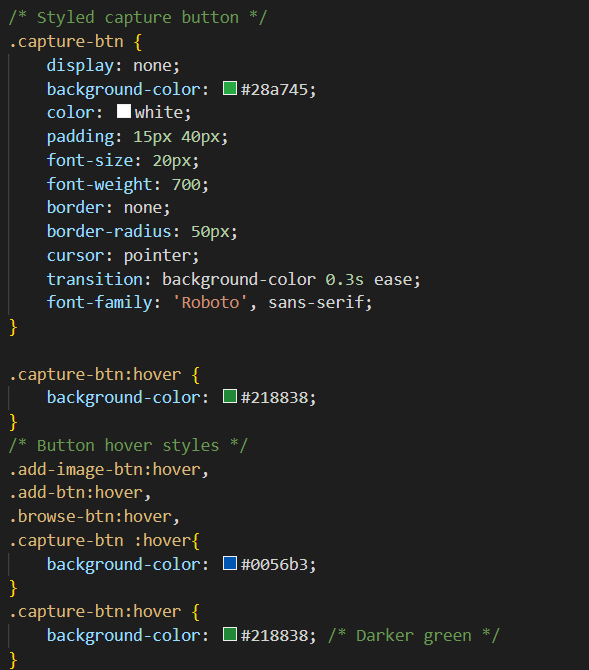 /* Styled capture button */
.capture-btn {
    display: none;
    background-color: #28a745;
    color: white;
    padding: 15px 40px;
    font-size: 20px;
    font-weight: 700;
    border: none;
    border-radius: 50px;
    cursor: pointer;
    transition: background-color 0.3s ease;
    font-family: 'Roboto', sans-serif;
}

.capture-btn:hover {
    background-color: #218838;
}
/* Button hover styles */
.add-image-btn:hover,
.add-btn:hover,
.browse-btn:hover,
.capture-btn :hover{
    background-color: #0056b3;
}
.capture-btn:hover {
    background-color: #218838; /* Darker green */
}